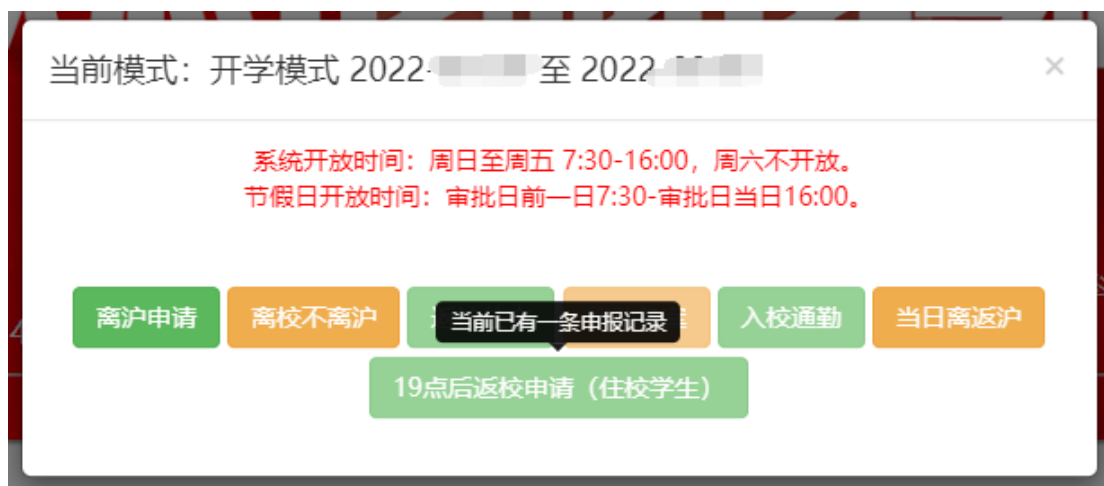 当前模式：开学模式 2022- 至 2022-
×
系统开放时间：周日至周五 7:30-16:00，周六不开放。
节假日开放时间：审批日前一日7:30-审批日当日16:00。
离沪申请 离校不离沪 入校通勤 当日离返沪
当前已有一条申报记录
19点后返校申请（住校学生）